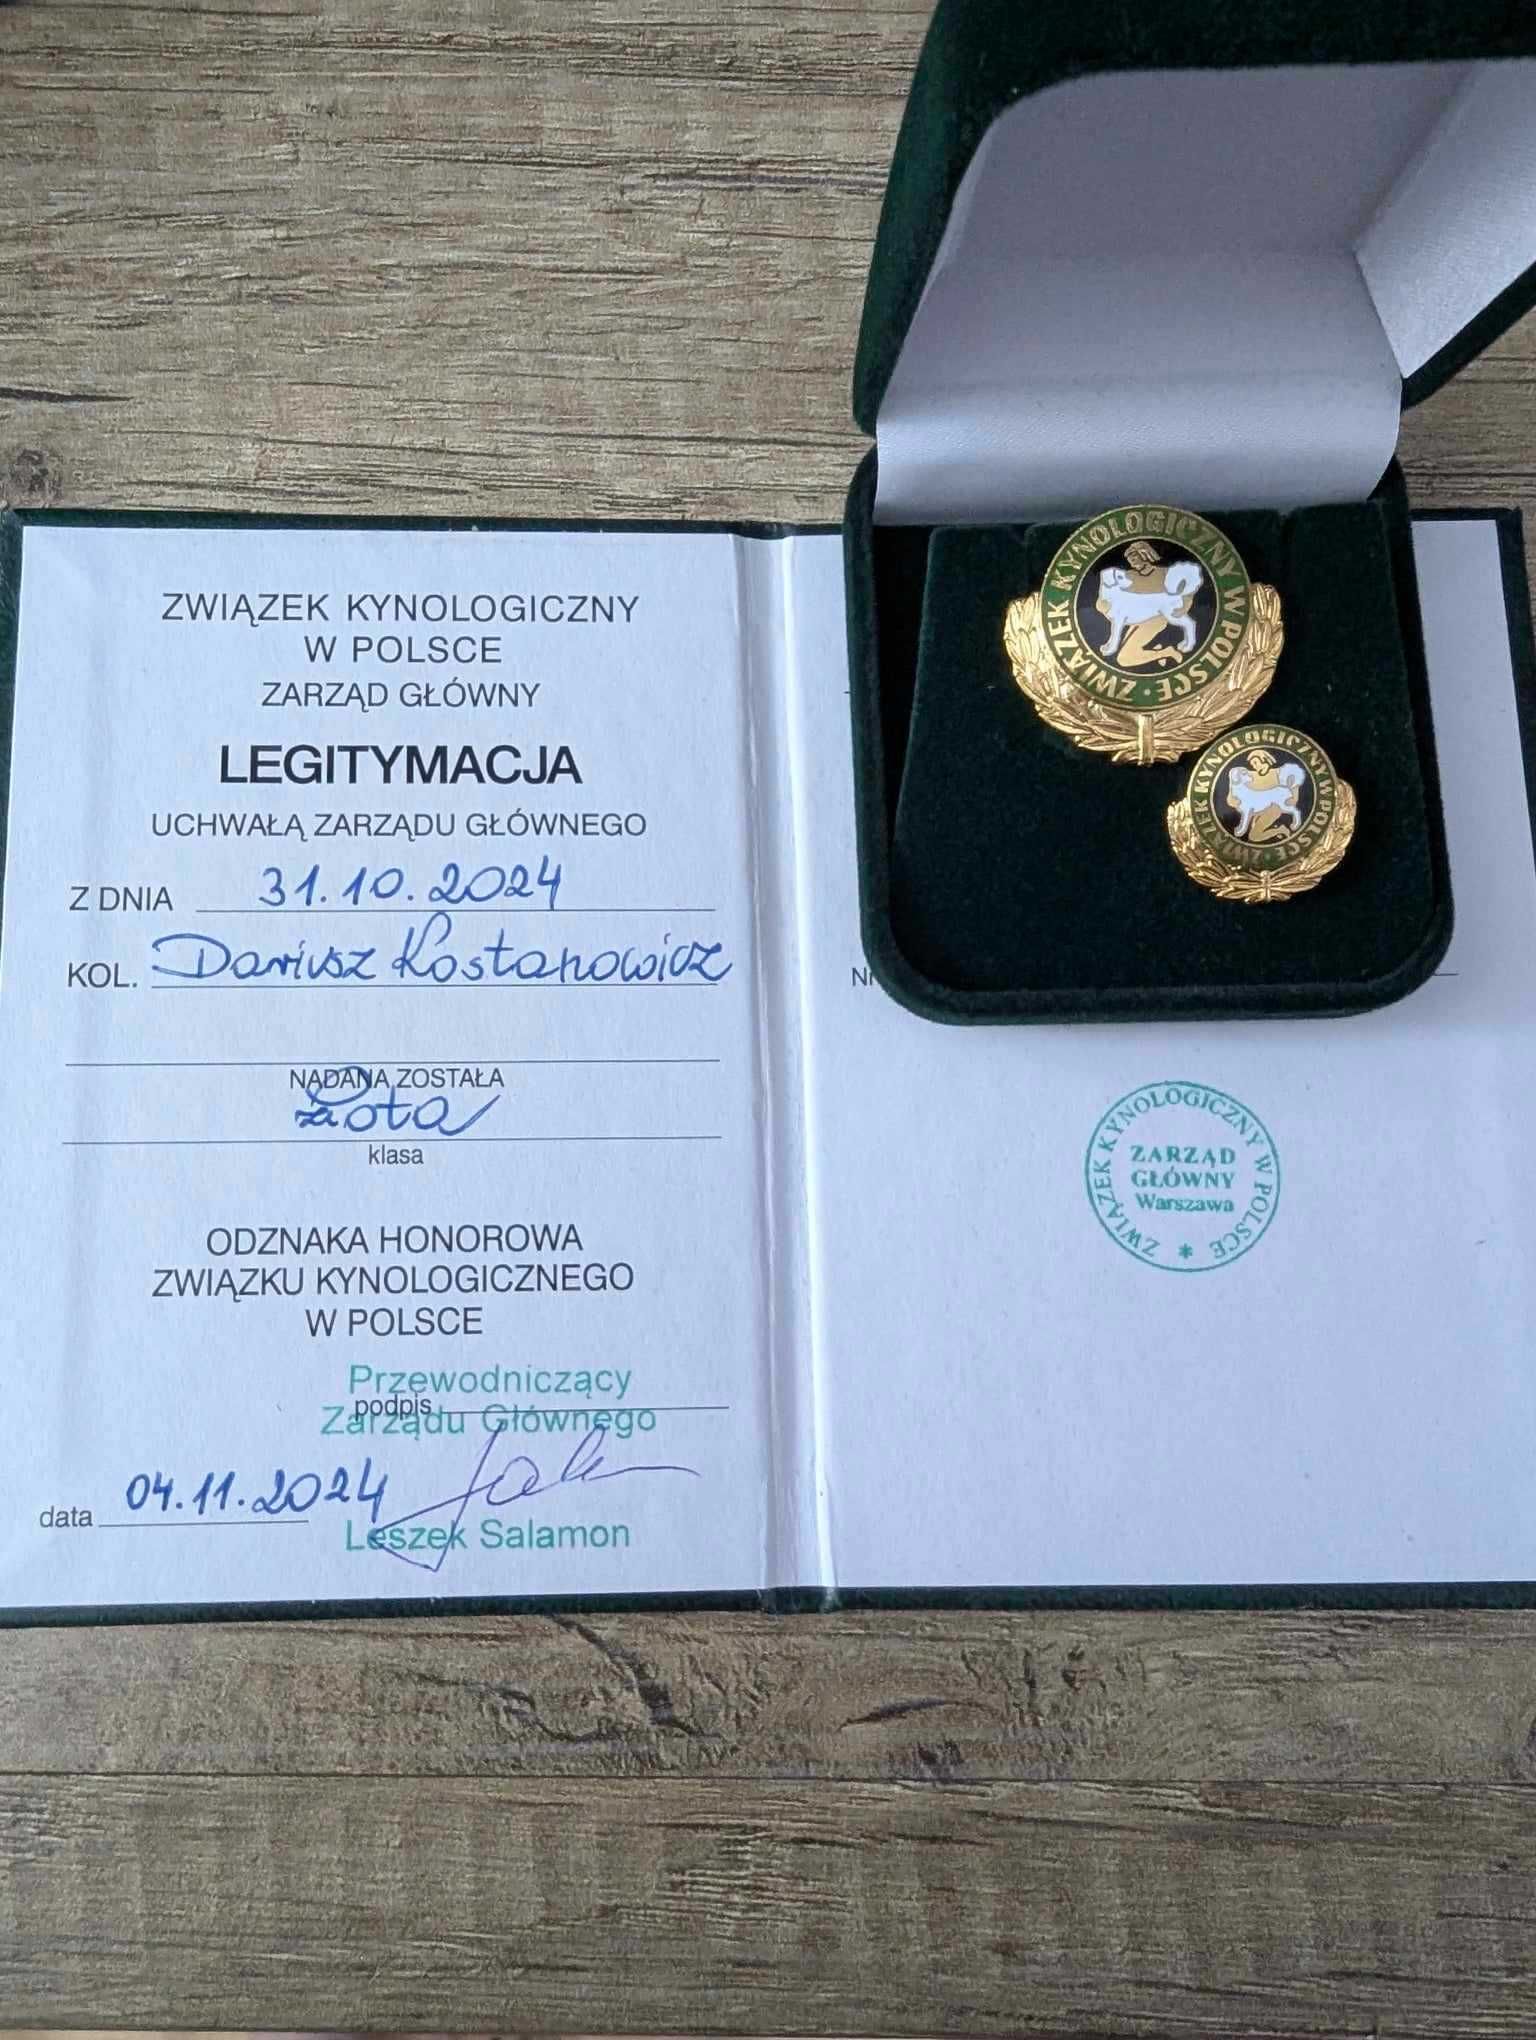 ZWIĄZEK KYNOLOGICZNY
W POLSCE
ZARZĄD GŁÓWNY
LEGITYMACJA
UCHWAŁĄ ZARZĄDU GŁÓWNEGO
Z DNIA 31.10.2024
KOL. Dariusz Kostanowicz
NADANA ZOSTAŁA
złota
klasa
ODZNAKA HONOROWA
ZWIĄZKU KYNOLOGICZNEGO
W POLSCE
Przewodniczący
podpis
Zarządu Głównego
data 04.11.2024
Leszek Salamon
ZWIĄZEK KYNOLOGICZNY W POLSCE
ZWIĄZEK KYNOLOGICZNY W POLSCE
ZWIĄZEK KYNOLOGICZNY W POLSCE *
ZARZĄD
GŁÓWNY
Warszawa